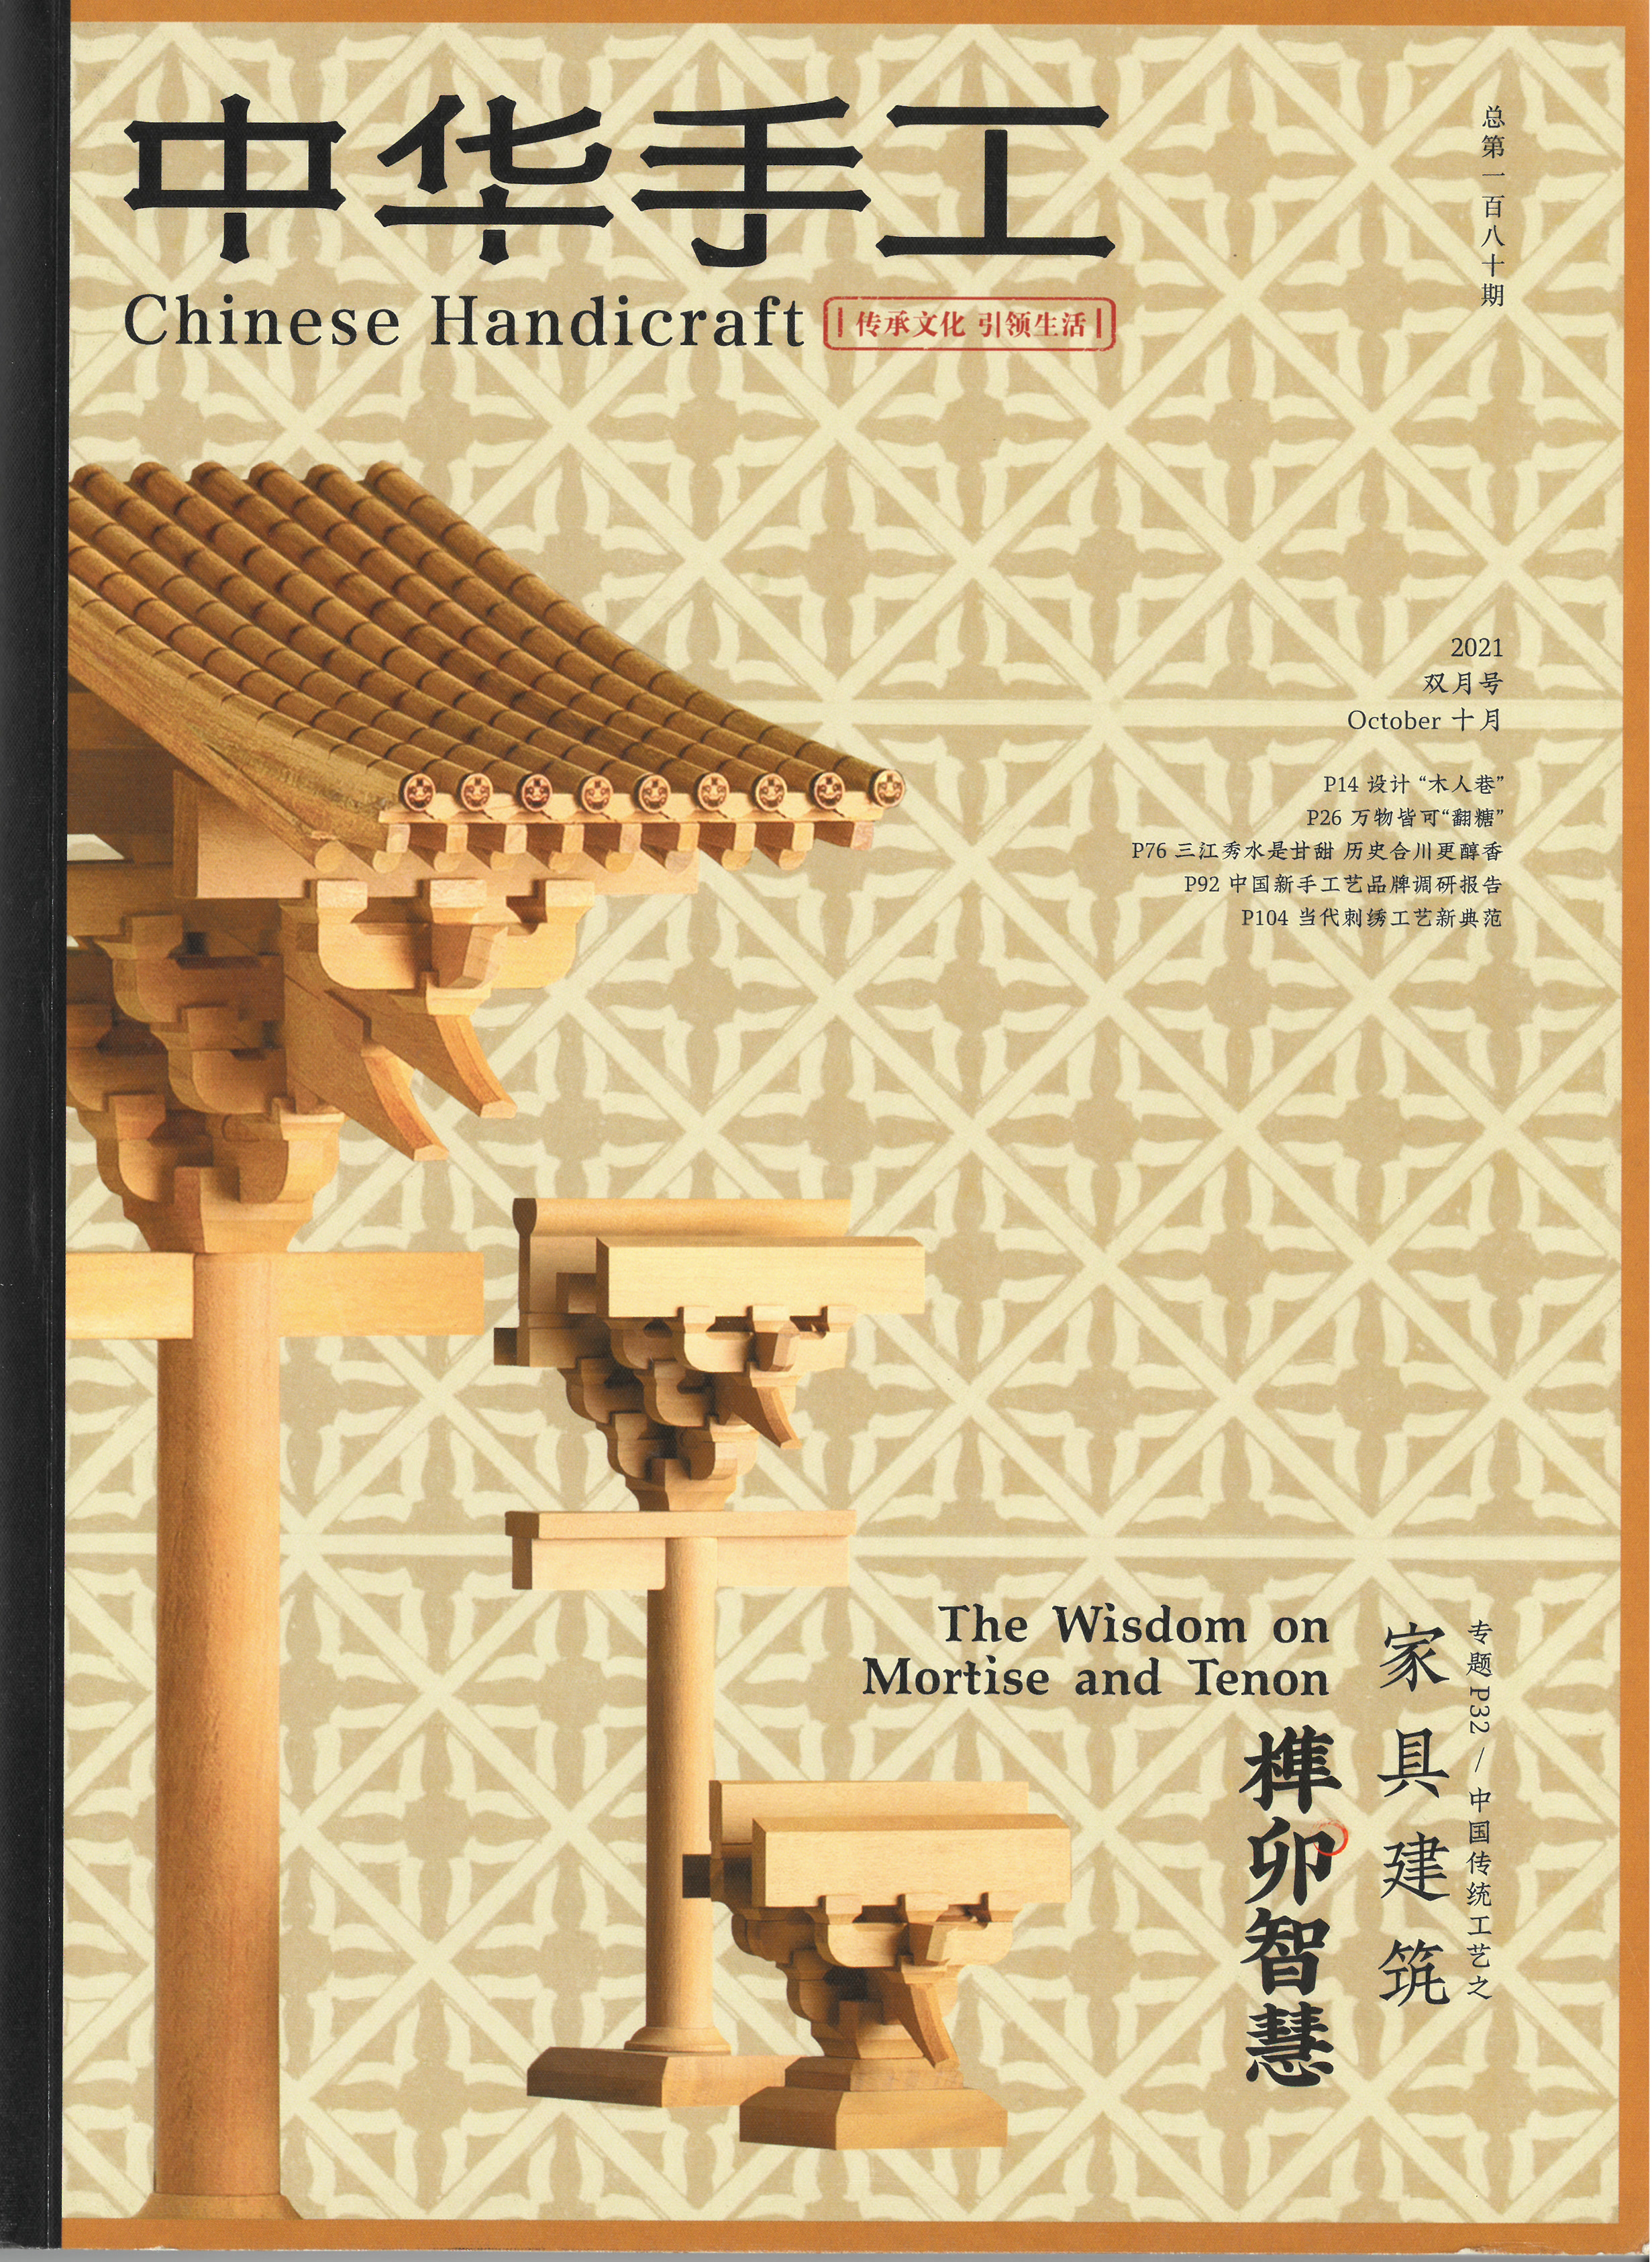 中华手工
Chinese Handicraft
传承文化 引领生活
总第一百八十期
2021
双月号
October 十月
P14 设计 “木人巷”
P26 万物皆可“翻糖”
P76 三江秀水是甘甜 历史合川更醇香
P92 中国新手工艺品牌调研报告
P104 当代刺绣工艺新典范
The Wisdom on
Mortise and Tenon
专题 P32 / 中国传统工艺之
家具建筑
榫卯智慧